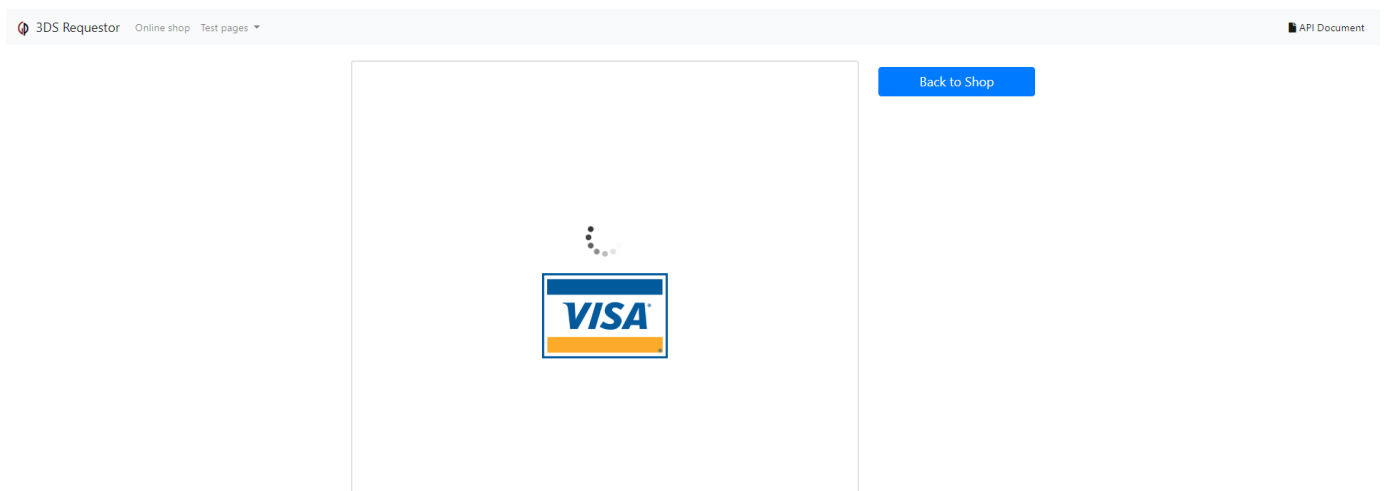 3DS Requestor Online shop Test pages API Document
Back to Shop
VISA